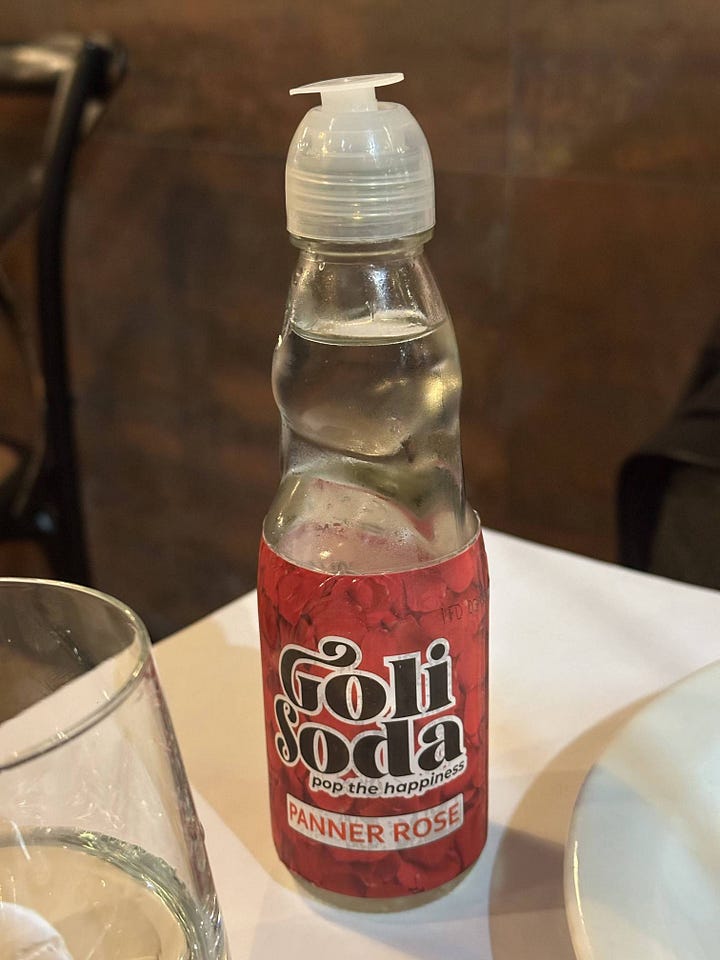 Goli
Soda
pop the happiness
PANNER ROSE